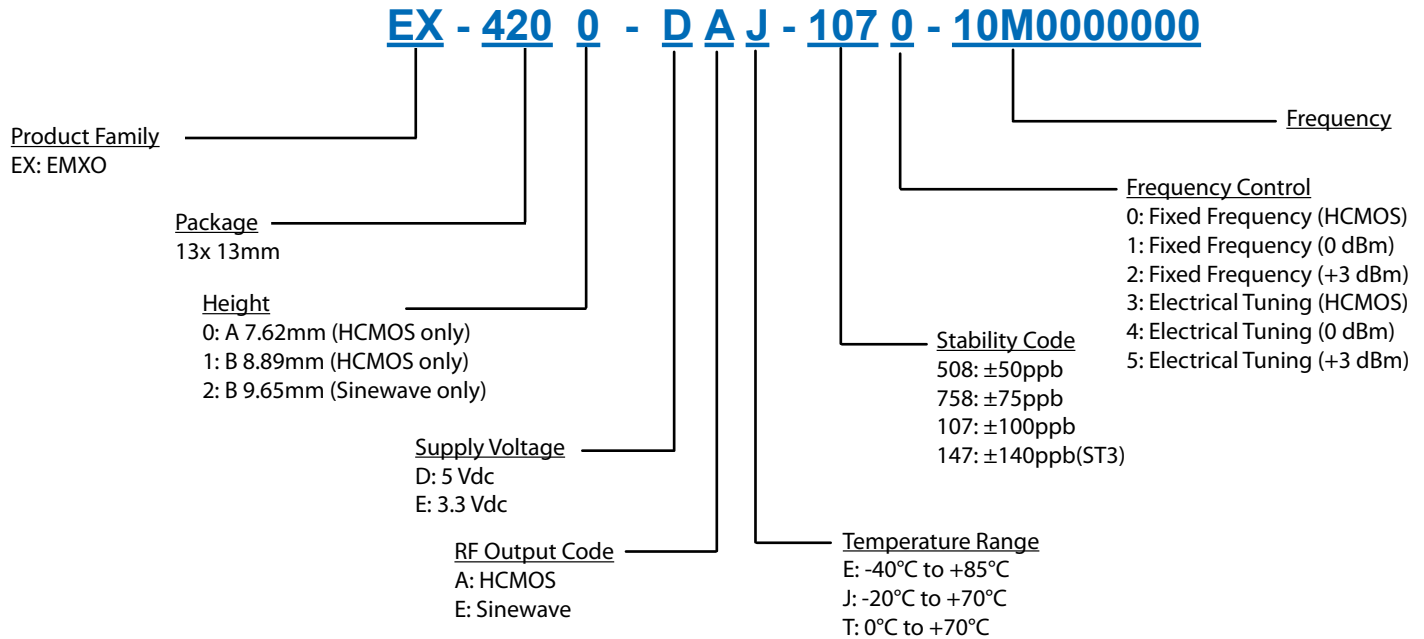 EX - 420 0 - D A J - 107 0 - 10M0000000
Product Family
EX: EMXO
Package
13x 13mm
Height
0: A 7.62mm (HCMOS only)
1: B 8.89mm (HCMOS only)
2: B 9.65mm (Sinewave only)
Supply Voltage
D: 5 Vdc
E: 3.3 Vdc
RF Output Code
A: HCMOS
E: Sinewave
Temperature Range
E: -40°C to +85°C
J: -20°C to +70°C
T: 0°C to +70°C
Stability Code
508: ±50ppb
758: ±75ppb
107: ±100ppb
147: ±140ppb(ST3)
Frequency Control
0: Fixed Frequency (HCMOS)
1: Fixed Frequency (0 dBm)
2: Fixed Frequency (+3 dBm)
3: Electrical Tuning (HCMOS)
4: Electrical Tuning (0 dBm)
5: Electrical Tuning (+3 dBm)
Frequency